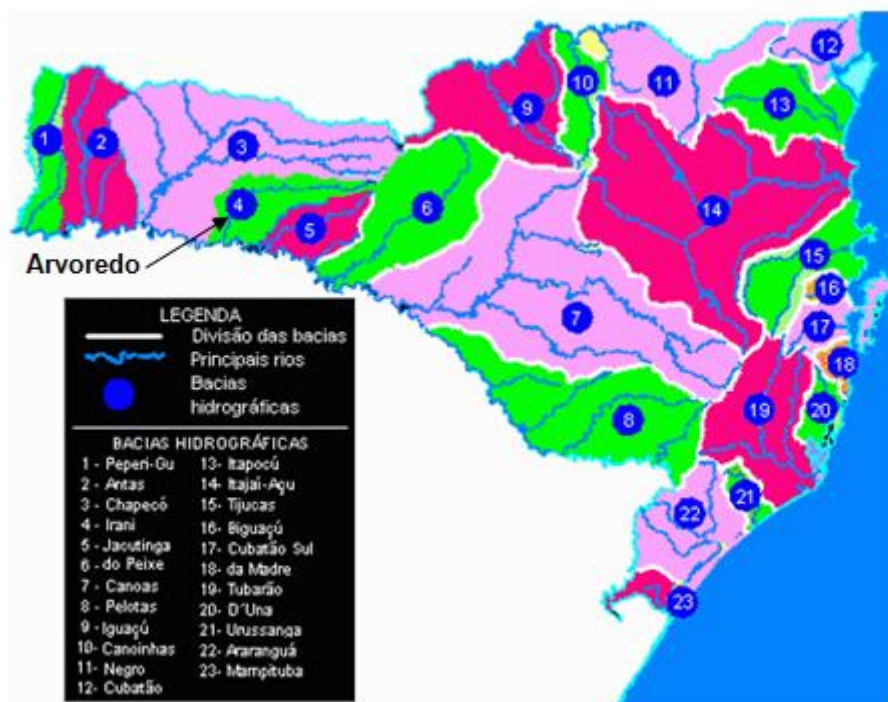 12
10
11
9
13
1
2
3
4
6
14
5
15
Arvoredo
16
7
17
18
19
20
8
21
22
23
LEGENDA
Divisão das bacias
Principais rios
Bacias
hidrográficas
BACIAS HIDROGRÁFICAS
1 - Peperi-Gu
2 - Antas
3 - Chapecó
4 - Irani
5 - Jacutinga
6 - do Peixe
7 - Canoas
8 - Pelotas
9 - Iguaçú
10- Canoinhas
11- Negro
12- Cubatão
13- Itapocú
14- Itajaí-Açu
15- Tijucas
16- Biguaçú
17- Cubatão Sul
18- da Madre
19- Tubarão
20- D'Una
21- Urussanga
22- Araranguá
23- Mampituba